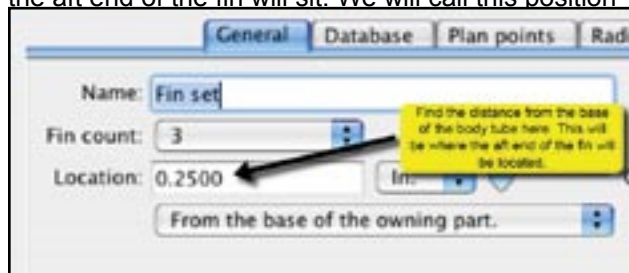 the aft end of the fin will sit. We will call this position
General Database Plan points Radi
Name: Fin set
Find the distance from the base
of the body tube here. This will
be where the aft end of the fin will
be located.
Fin count: 3
Location: 0.2500 In.
From the base of the owning part.